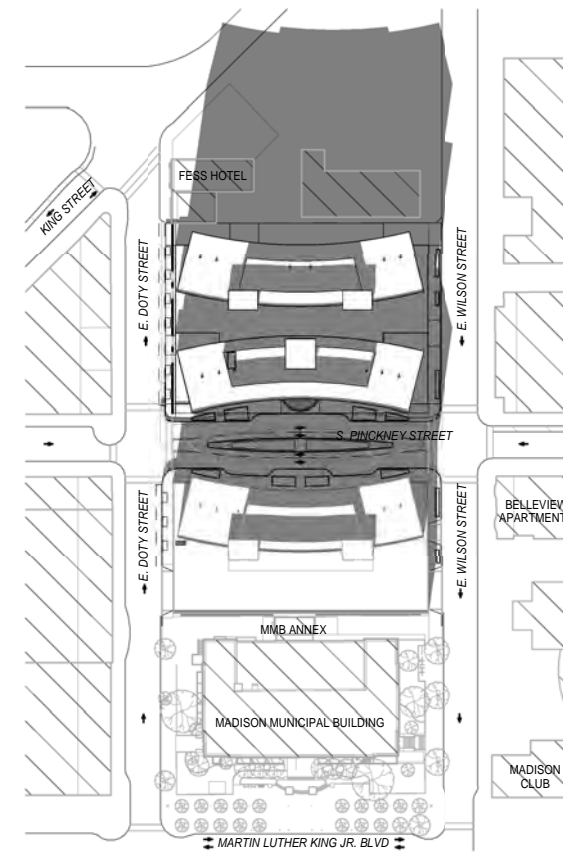 FESS HOTEL
KING STREET
E. DOTY STREET
E. WILSON STREET
S. PINCKNEY STREET
E. DOTY STREET
E. WILSON STREET
BELLEVIEW
APARTMENT
MMB ANNEX
MADISON MUNICIPAL BUILDING
MADISON
CLUB
MARTIN LUTHER KING JR. BLVD